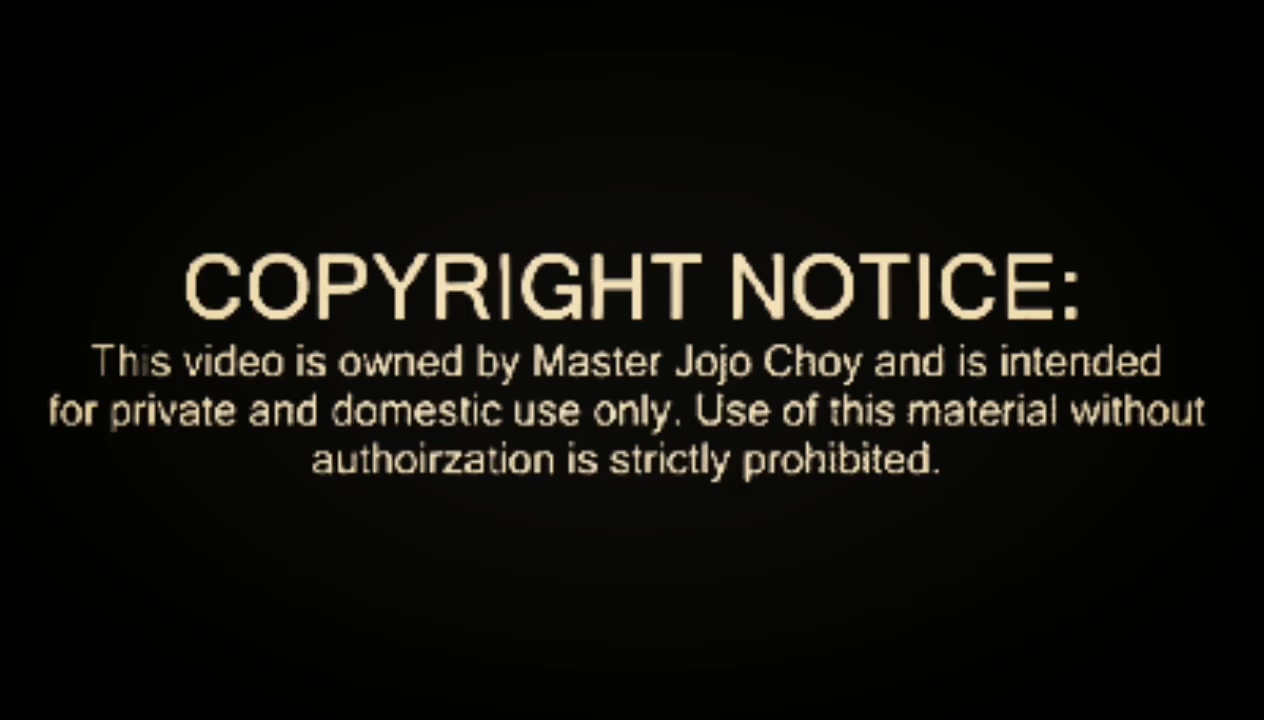 COPYRIGHT NOTICE:
This video is owned by Master Jojo Choy and is intended
for private and domestic use only. Use of this material without
authoirzation is strictly prohibited.